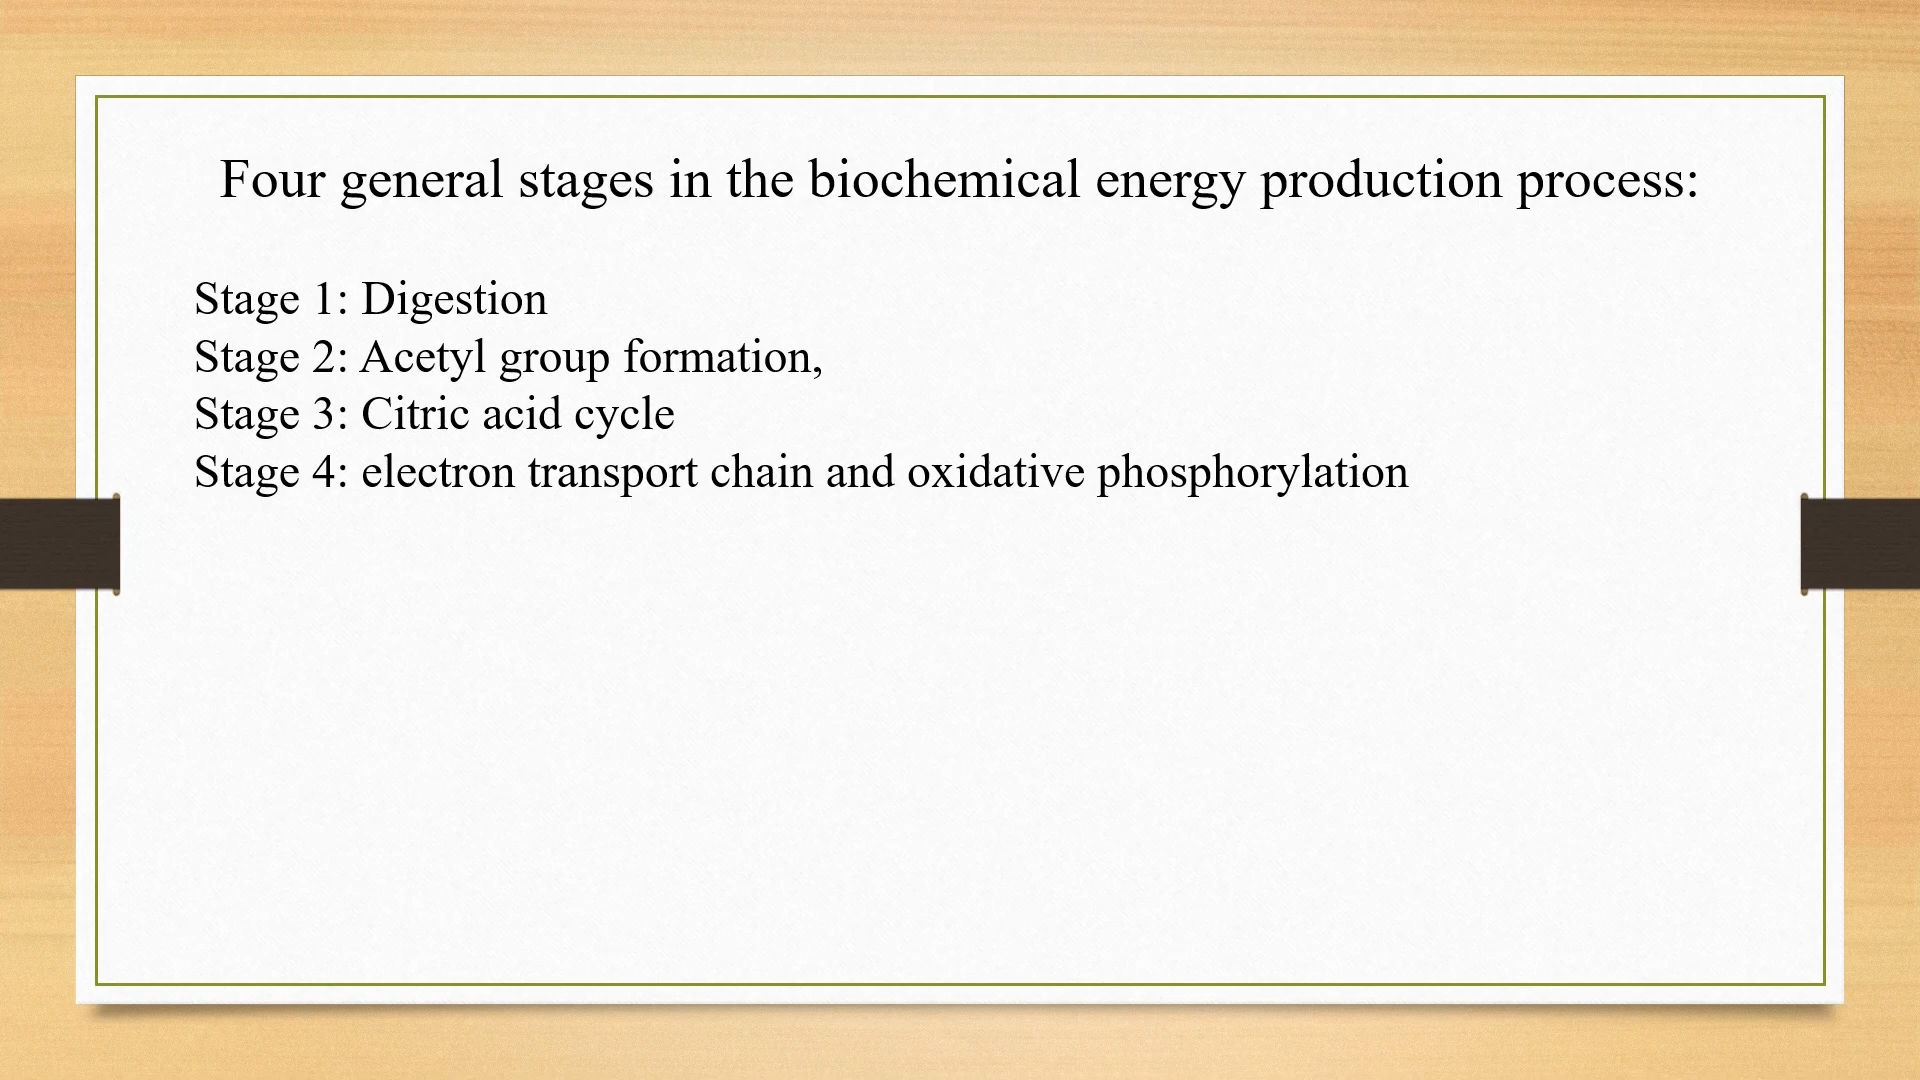 Four general stages in the biochemical energy production process:
Stage 1: Digestion
Stage 2: Acetyl group formation,
Stage 3: Citric acid cycle
Stage 4: electron transport chain and oxidative phosphorylation